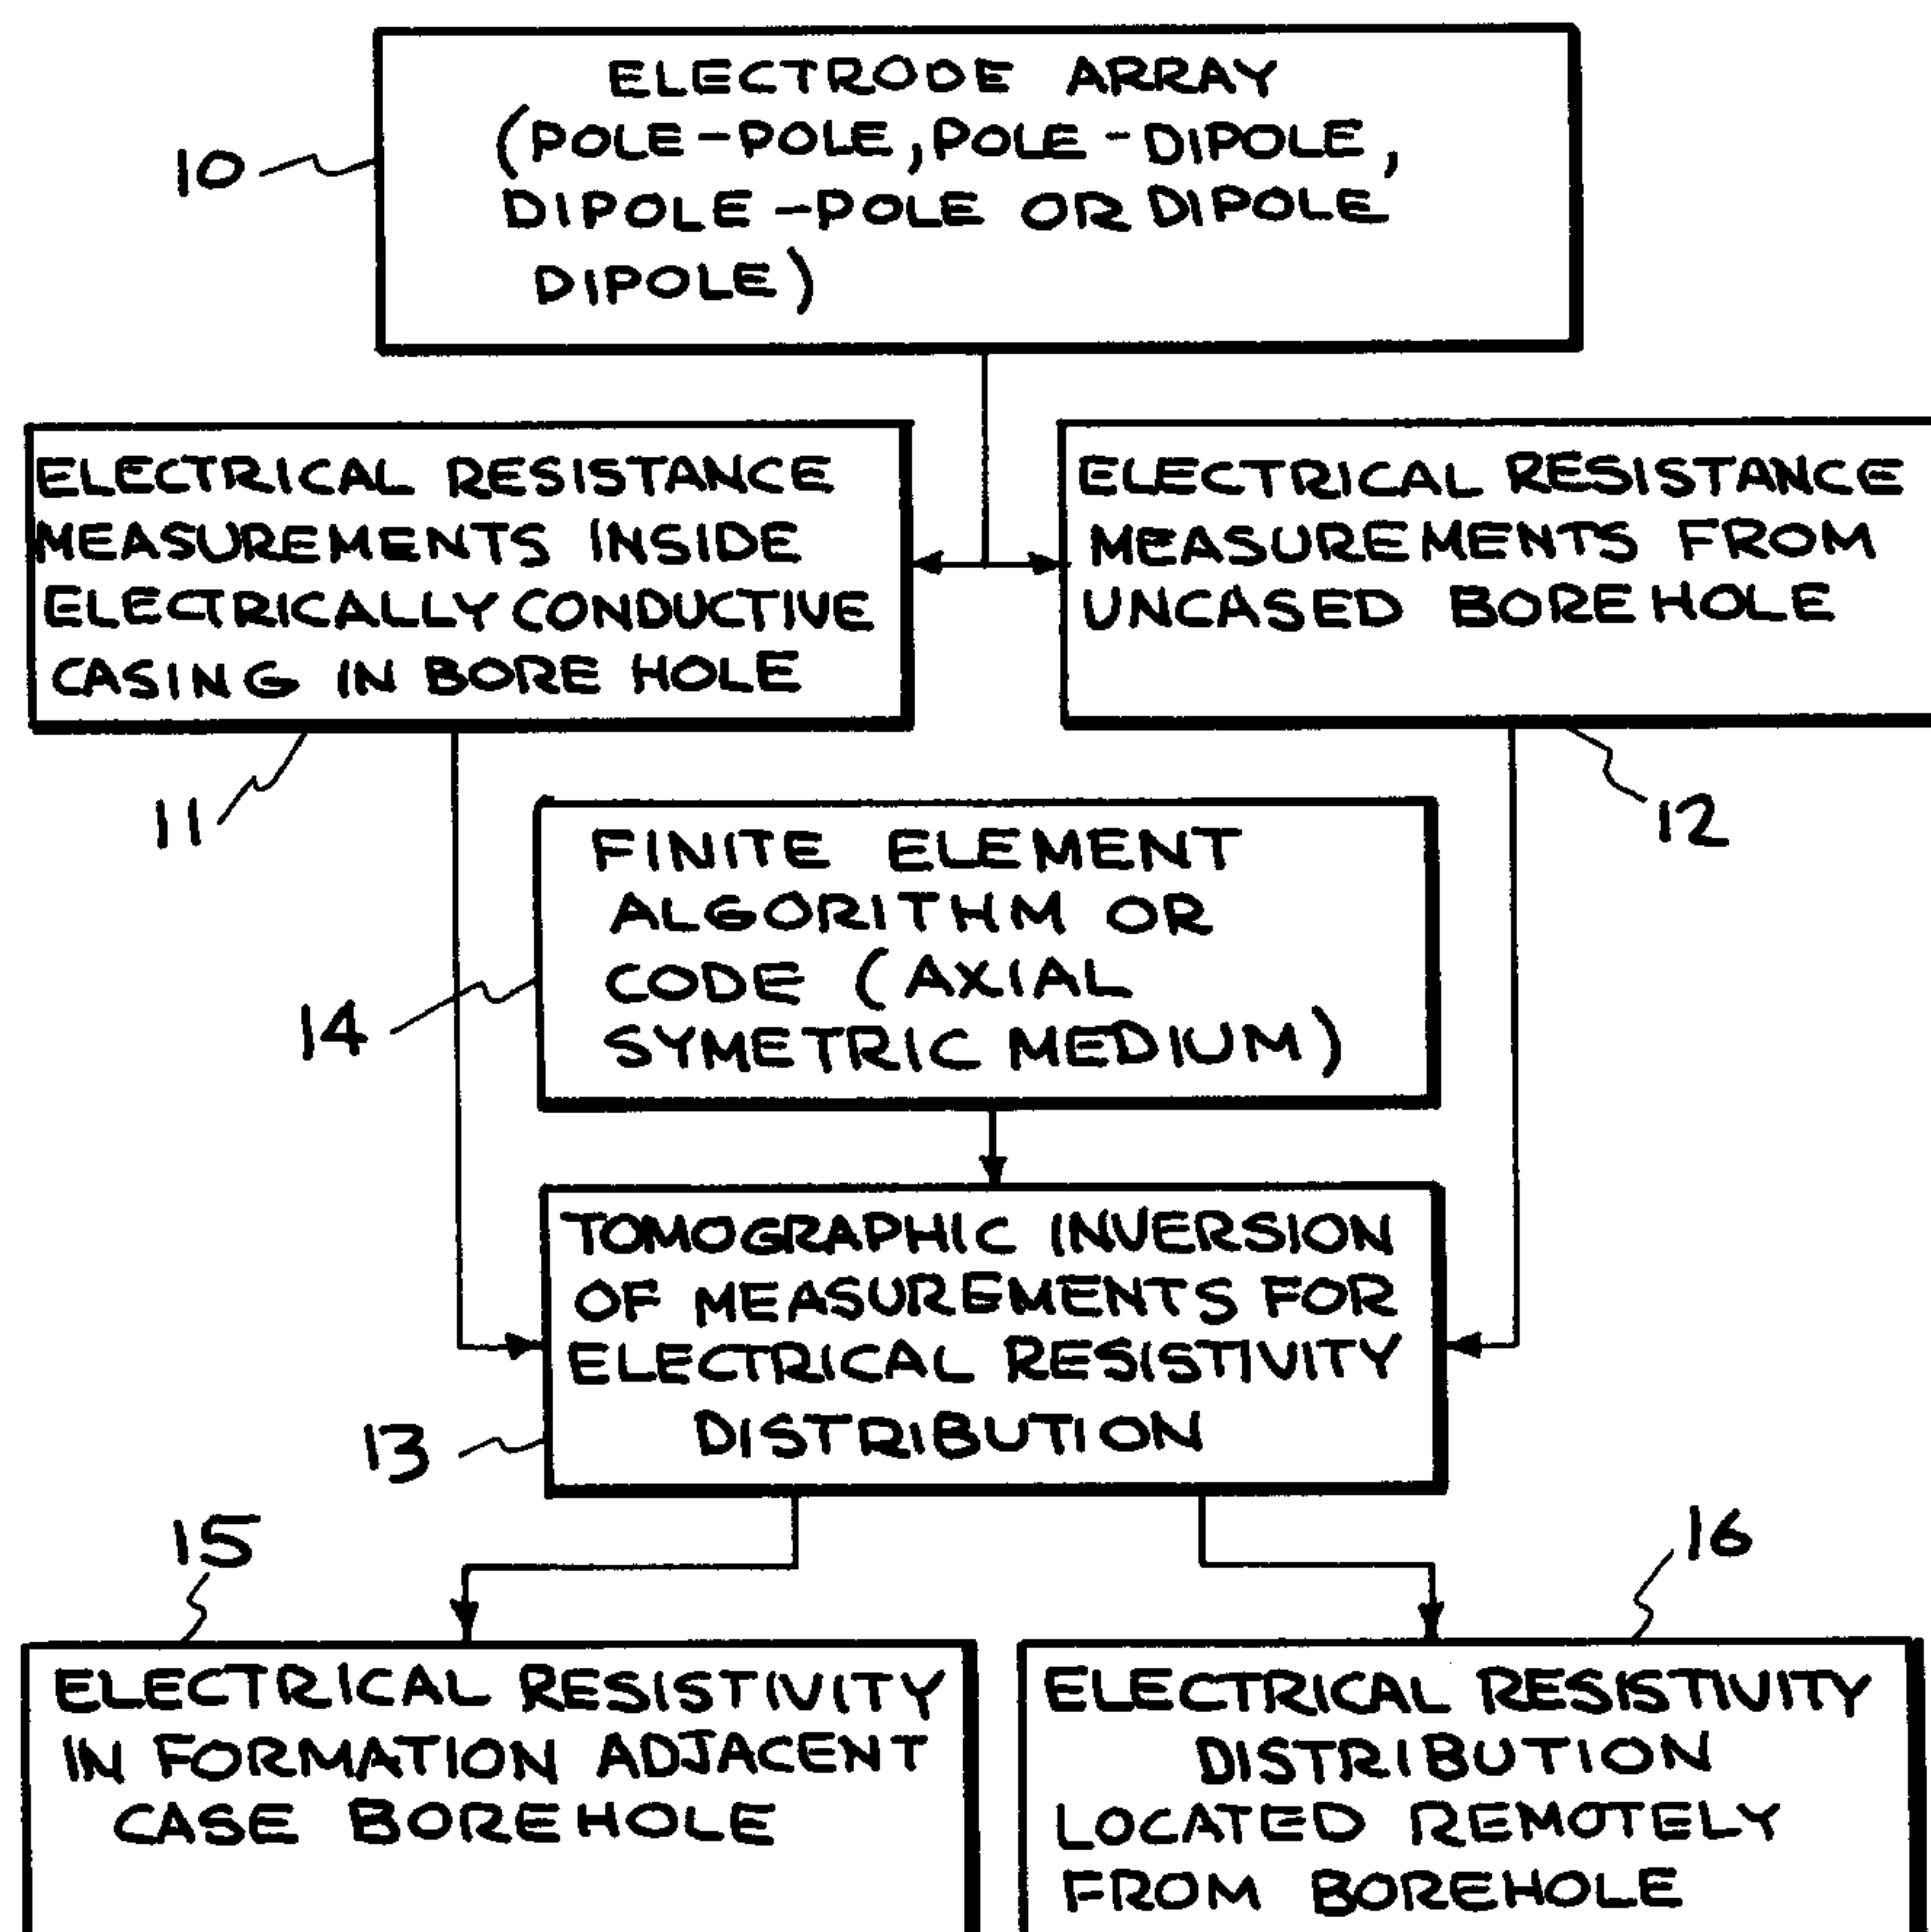 ELECTRODE ARRAY
(POLE-POLE, POLE-DIPOLE,
DIPOLE-POLE OR DIPOLE
DIPOLE)
10
ELECTRICAL RESISTANCE
MEASUREMENTS INSIDE
ELECTRICALLY CONDUCTIVE
CASING IN BORE HOLE
11
ELECTRICAL RESISTANCE
MEASUREMENTS FROM
UNCASED BOREHOLE
12
FINITE ELEMENT
ALGORITHM OR
CODE (AXIAL
SYMETRIC MEDIUM)
14
TOMOGRAPHIC INVERSION
OF MEASUREMENTS FOR
ELECTRICAL RESISTIVITY
DISTRIBUTION
13
15
ELECTRICAL RESISTIVITY
IN FORMATION ADJACENT
CASE BOREHOLE
16
ELECTRICAL RESISTIVITY
DISTRIBUTION
LOCATED REMOTELY
FROM BOREHOLE